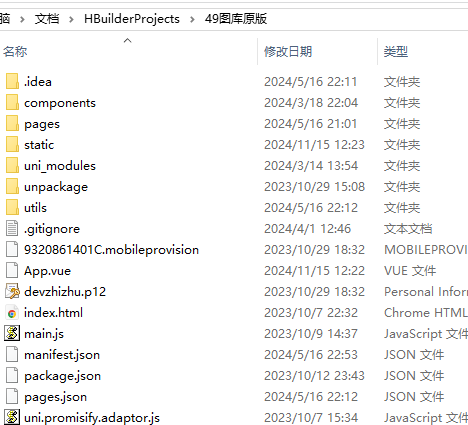 脑 › 文档 › HBuilderProjects › 49图库原版
名称 修改日期 类型
.idea 2024/5/16 22:11 文件夹
components 2024/3/18 22:04 文件夹
pages 2024/5/16 21:01 文件夹
static 2024/11/15 12:23 文件夹
uni_modules 2024/3/14 13:54 文件夹
unpackage 2023/10/29 15:08 文件夹
utils 2024/5/16 22:12 文件夹
.gitignore 2024/4/1 12:46 文本文档
9320861401C.mobileprovision 2023/10/29 18:32 MOBILEPROVI
App.vue 2024/11/15 12:22 VUE 文件
devzhizhu.p12 2023/10/29 18:32 Personal Infor
index.html 2023/10/7 22:32 Chrome HTML
main.js 2023/10/9 14:37 JavaScript 文件
manifest.json 2024/5/16 22:53 JSON 文件
package.json 2023/10/12 23:43 JSON 文件
pages.json 2024/5/16 22:12 JSON 文件
uni.promisify.adaptor.js 2023/10/7 15:34 JavaScript 文件